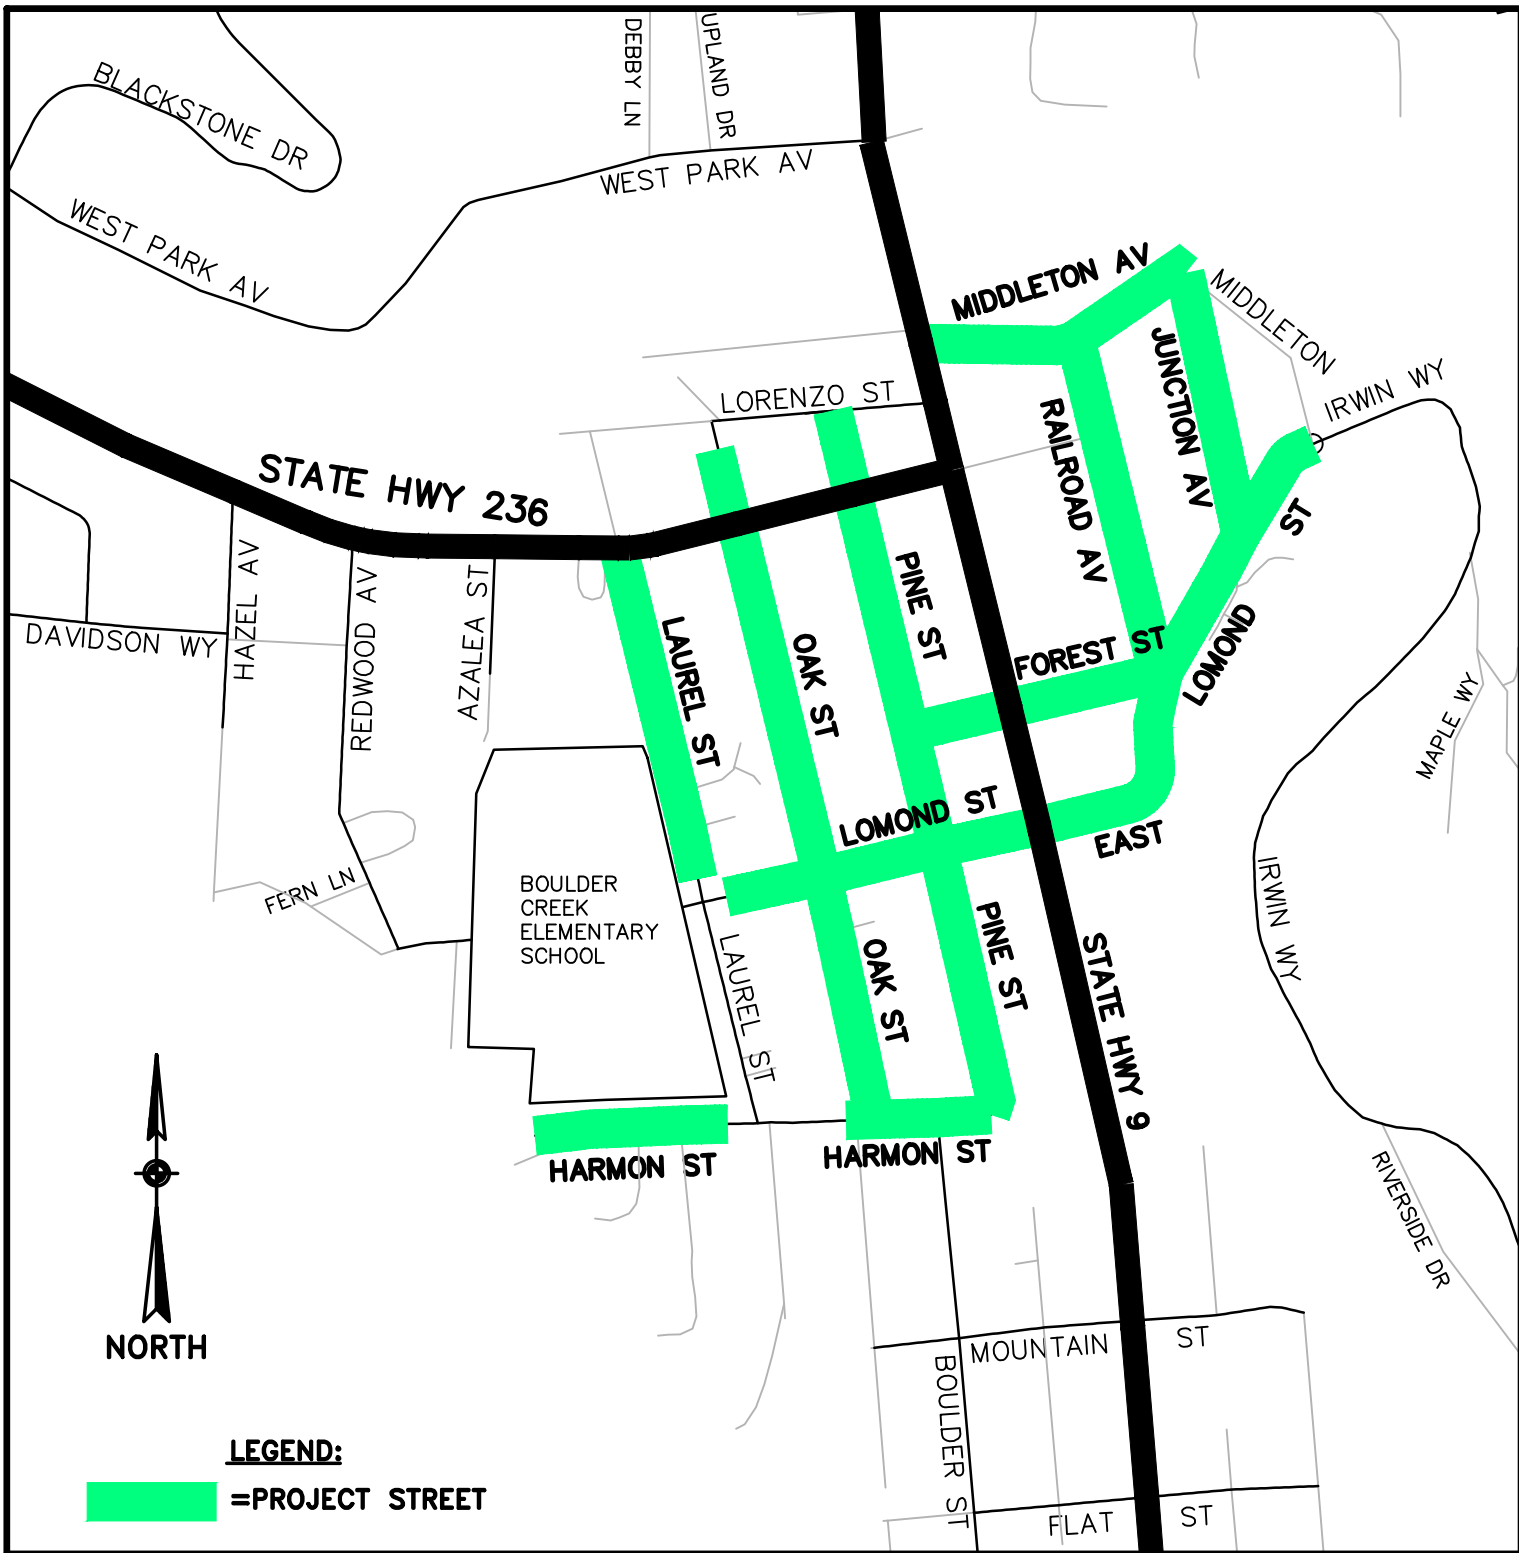 DEBBY LN
UPLAND DR
BLACKSTONE DR
WEST PARK AV
WEST PARK AV
MIDDLETON AV
MIDDLETON
JUNCTION AV
IRWIN WY
LORENZO ST
RAILROAD AV
STATE HWY 236
ST
HAZEL AV
REDWOOD AV
AZALEA ST
PINE ST
DAVIDSON WY
LAUREL ST
OAK ST
FOREST ST
LOMOND
MAPLE WY
LOMOND ST
EAST
FERN LN
BOULDER
CREEK
ELEMENTARY
SCHOOL
IRWIN WY
LAUREL ST
OAK ST
PINE ST
STATE HWY 9
HARMON ST
HARMON ST
RIVERSIDE DR
NORTH
MOUNTAIN ST
BOULDER ST
LEGEND:
=PROJECT STREET
FLAT ST